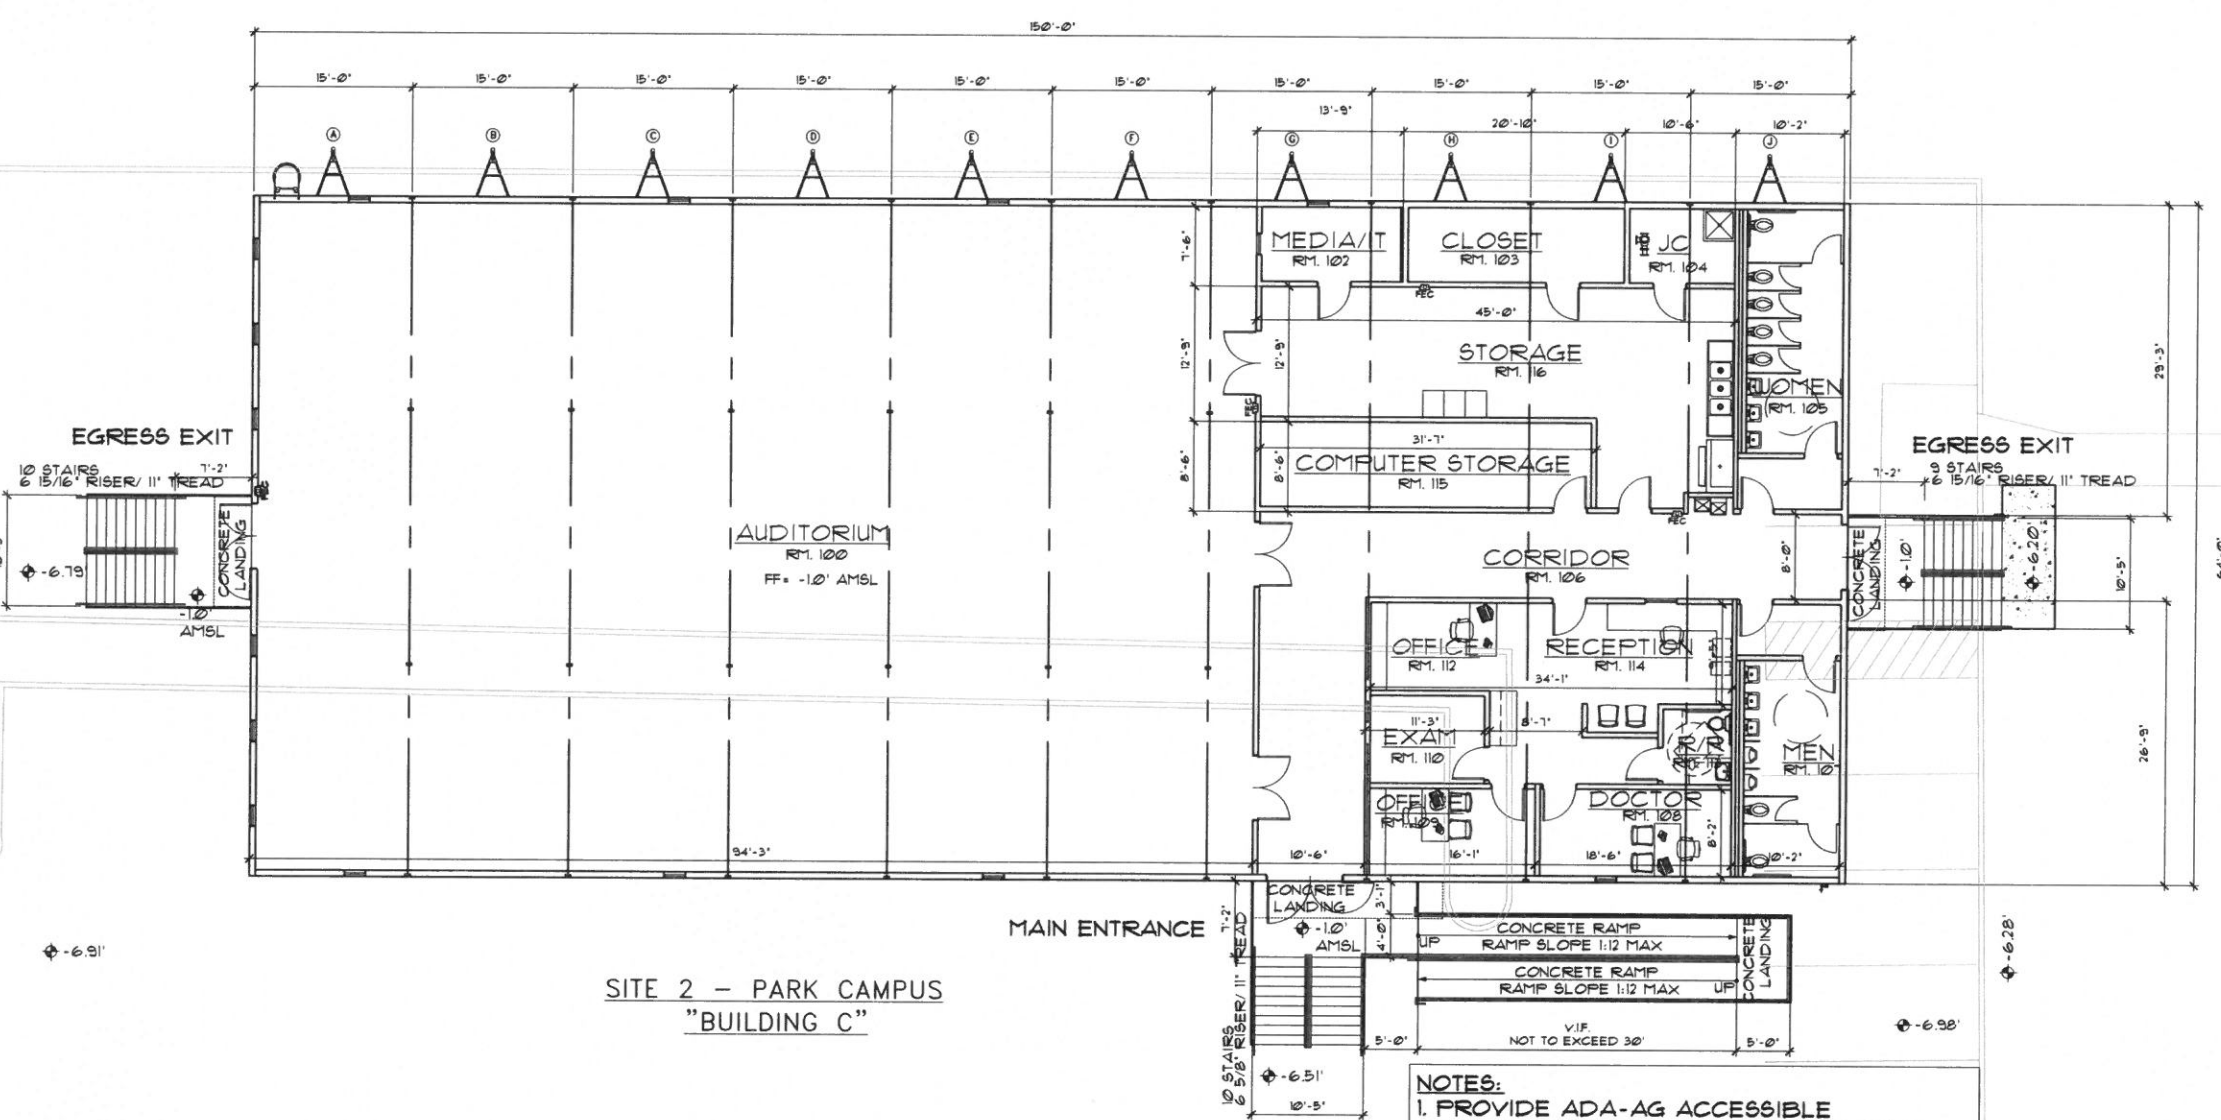 150'-0"
15'-0" 15'-0" 15'-0" 15'-0" 15'-0" 15'-0" 15'-0" 15'-0" 15'-0" 15'-0"
13'-9" 20'-10" 10'-6" 10'-2"
A B C D E F G H I J
MEDIA/IT
RM. 102
CLOSET
RM. 103
JC
RM. 104
7'-6"
FEC
45'-0"
STORAGE
RM. 116
12'-9"
12'-9"
FEC
WOMEN
RM. 105
29'-3"
EGRESS EXIT
10 STAIRS
6 15/16" RISER/ 11" TREAD
7'-2"
FEC
CONCRETE
LANDING
-6.79'
-1.0'
AMSL
31'-7"
COMPUTER STORAGE
RM. 115
8'-6"
8'-6"
FEC
EGRESS EXIT
9 STAIRS
6 15/16" RISER/ 11" TREAD
7'-2"
CONCRETE
LANDING
-1.0'
-6.20'
10'-5"
AUDITORIUM
RM. 100
FF= -1.0' AMSL
CORRIDOR
RM. 106
8'-0"
OFFICE
RM. 112
RECEPTION
RM. 114
9'-5"
34'-1"
11'-3"
8'-7"
EXAM
RM. 110
MEN
RM. 107
26'-9"
OFFICE
RM. 109
DOCTOR
RM. 108
8'-2"
94'-3" 10'-6" 16'-1" 18'-6" 10'-2"
CONCRETE
LANDING
3'-1"
MAIN ENTRANCE
7'-2"
-1.0'
AMSL
4'-0"
CONCRETE RAMP
UP
RAMP SLOPE 1:12 MAX
CONCRETE RAMP
RAMP SLOPE 1:12 MAX
UP
CONCRETE
LANDING
-6.91'
-6.28'
SITE 2 - PARK CAMPUS
"BUILDING C"
10 STAIRS
6 5/8" RISER/ 11" TREAD
5'-0"
V.I.F.
NOT TO EXCEED 30'
5'-0"
-6.98'
-6.51'
10'-5"
NOTES:
1. PROVIDE ADA-AG ACCESSIBLE